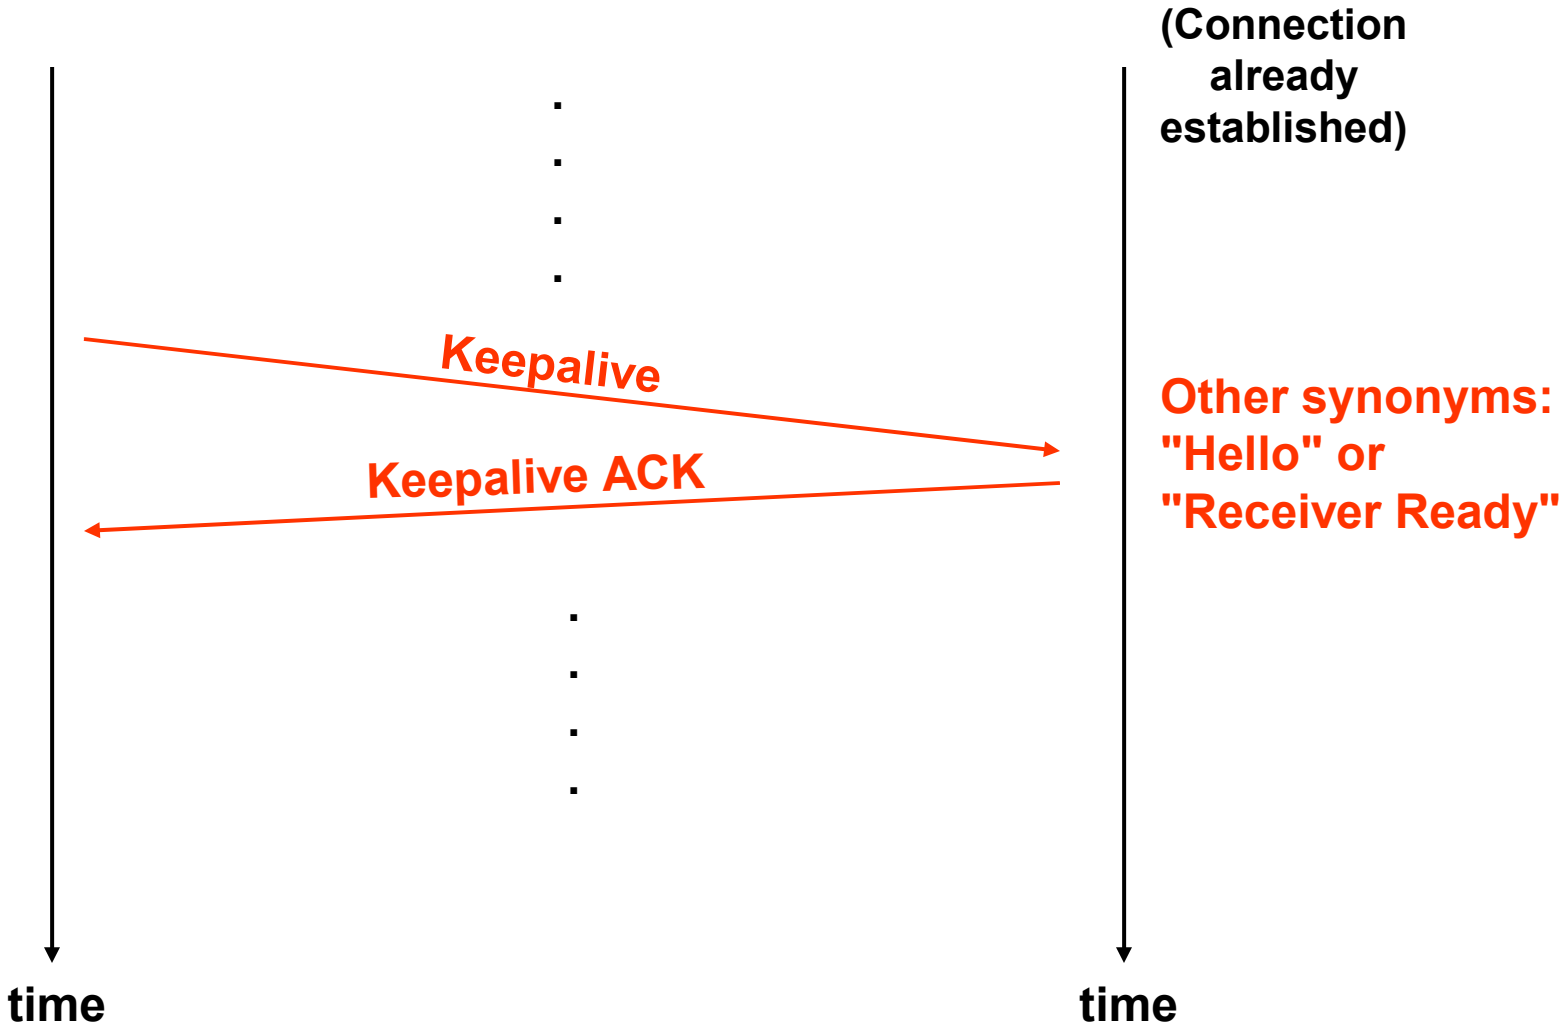 (Connection
already
established)
.
.
.
.
Keepalive
Keepalive ACK
Other synonyms:
"Hello" or
"Receiver Ready"
.
.
.
.
time
time